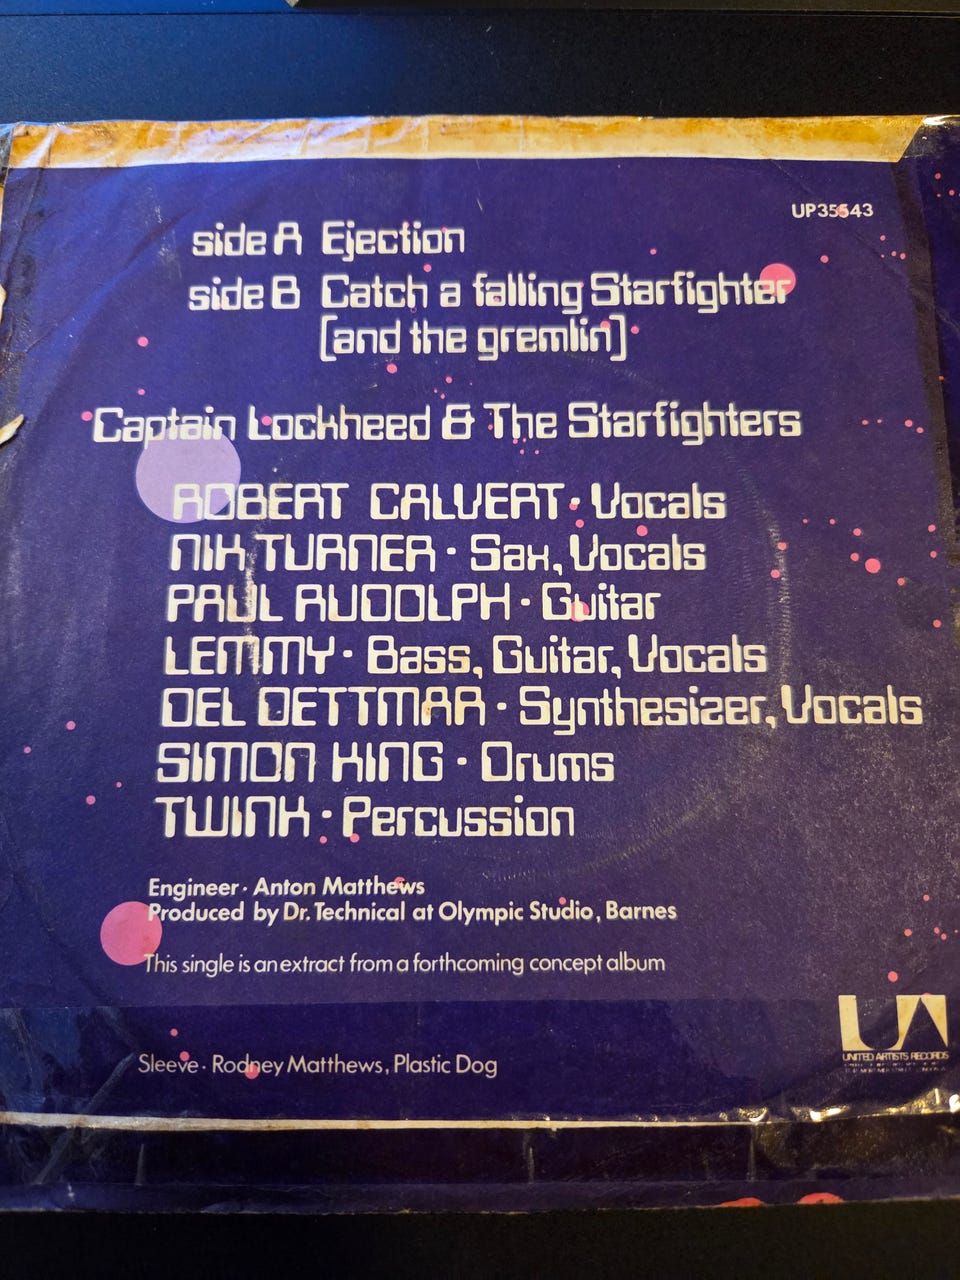 UP35543
side A Ejection
side B Catch a falling Starfighter
[and the gremlin]
Captain Lockheed & The Starfighters
ROBERT CALVERT · Vocals
NIK TURNER · Sax, Vocals
PAUL RUDOLPH · Guitar
LEMMY · Bass, Guitar, Vocals
DEL DETTMAR · Synthesizer, Vocals
SIMON KING · Drums
TWINK · Percussion
Engineer · Anton Matthews
Produced by Dr. Technical at Olympic Studio, Barnes
This single is an extract from a forthcoming concept album
UA
UNITED ARTISTS RECORDS
Sleeve · Rodney Matthews, Plastic Dog